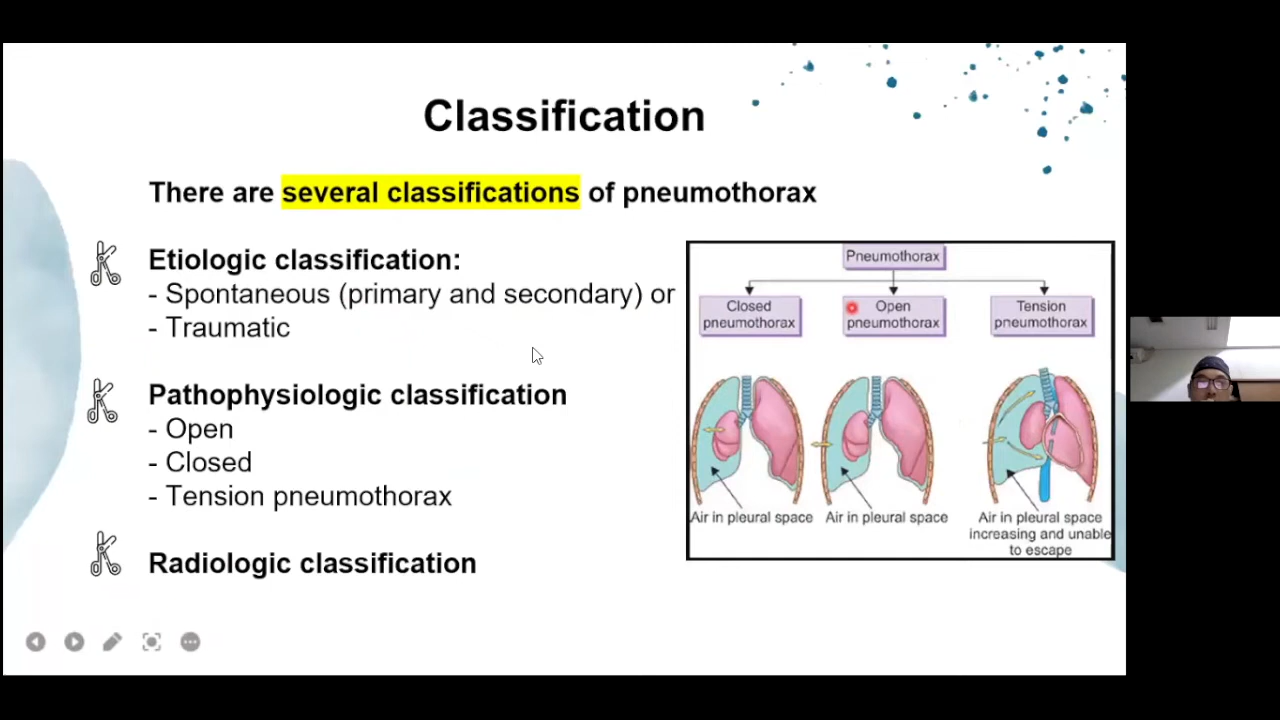 Classification
There are several classifications of pneumothorax
Etiologic classification:
- Spontaneous (primary and secondary) or
- Traumatic
Pathophysiologic classification
- Open
- Closed
- Tension pneumothorax
Radiologic classification
Pneumothorax
Closed
pneumothorax
Open
pneumothorax
Tension
pneumothorax
Air in pleural space
Air in pleural space
Air in pleural space
increasing and unable
to escape